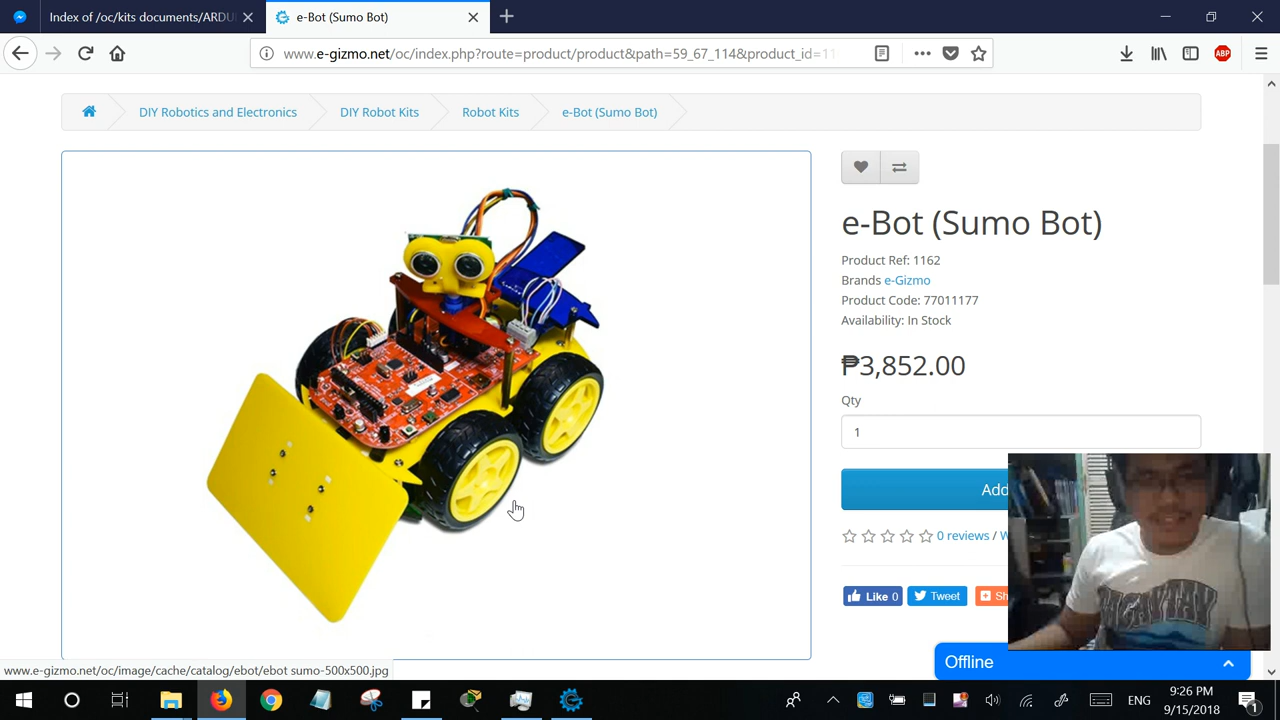 Index of /oc/kits documents/ARDU
e-Bot (Sumo Bot)
www.e-gizmo.net/oc/index.php?route=product/product&path=59_67_114&product_id=11
ABP
DIY Robotics and Electronics
DIY Robot Kits
Robot Kits
e-Bot (Sumo Bot)
e-Bot (Sumo Bot)
Product Ref: 1162
Brands e-Gizmo
Product Code: 77011177
Availability: In Stock
₱3,852.00
Qty
1
Add
0 reviews / W
Like 0
Tweet
Sh
Offline
www.e-gizmo.net/oc/image/cache/catalog/ebot/ebot sumo-500x500.jpg
ENG
9:26 PM
9/15/2018
1